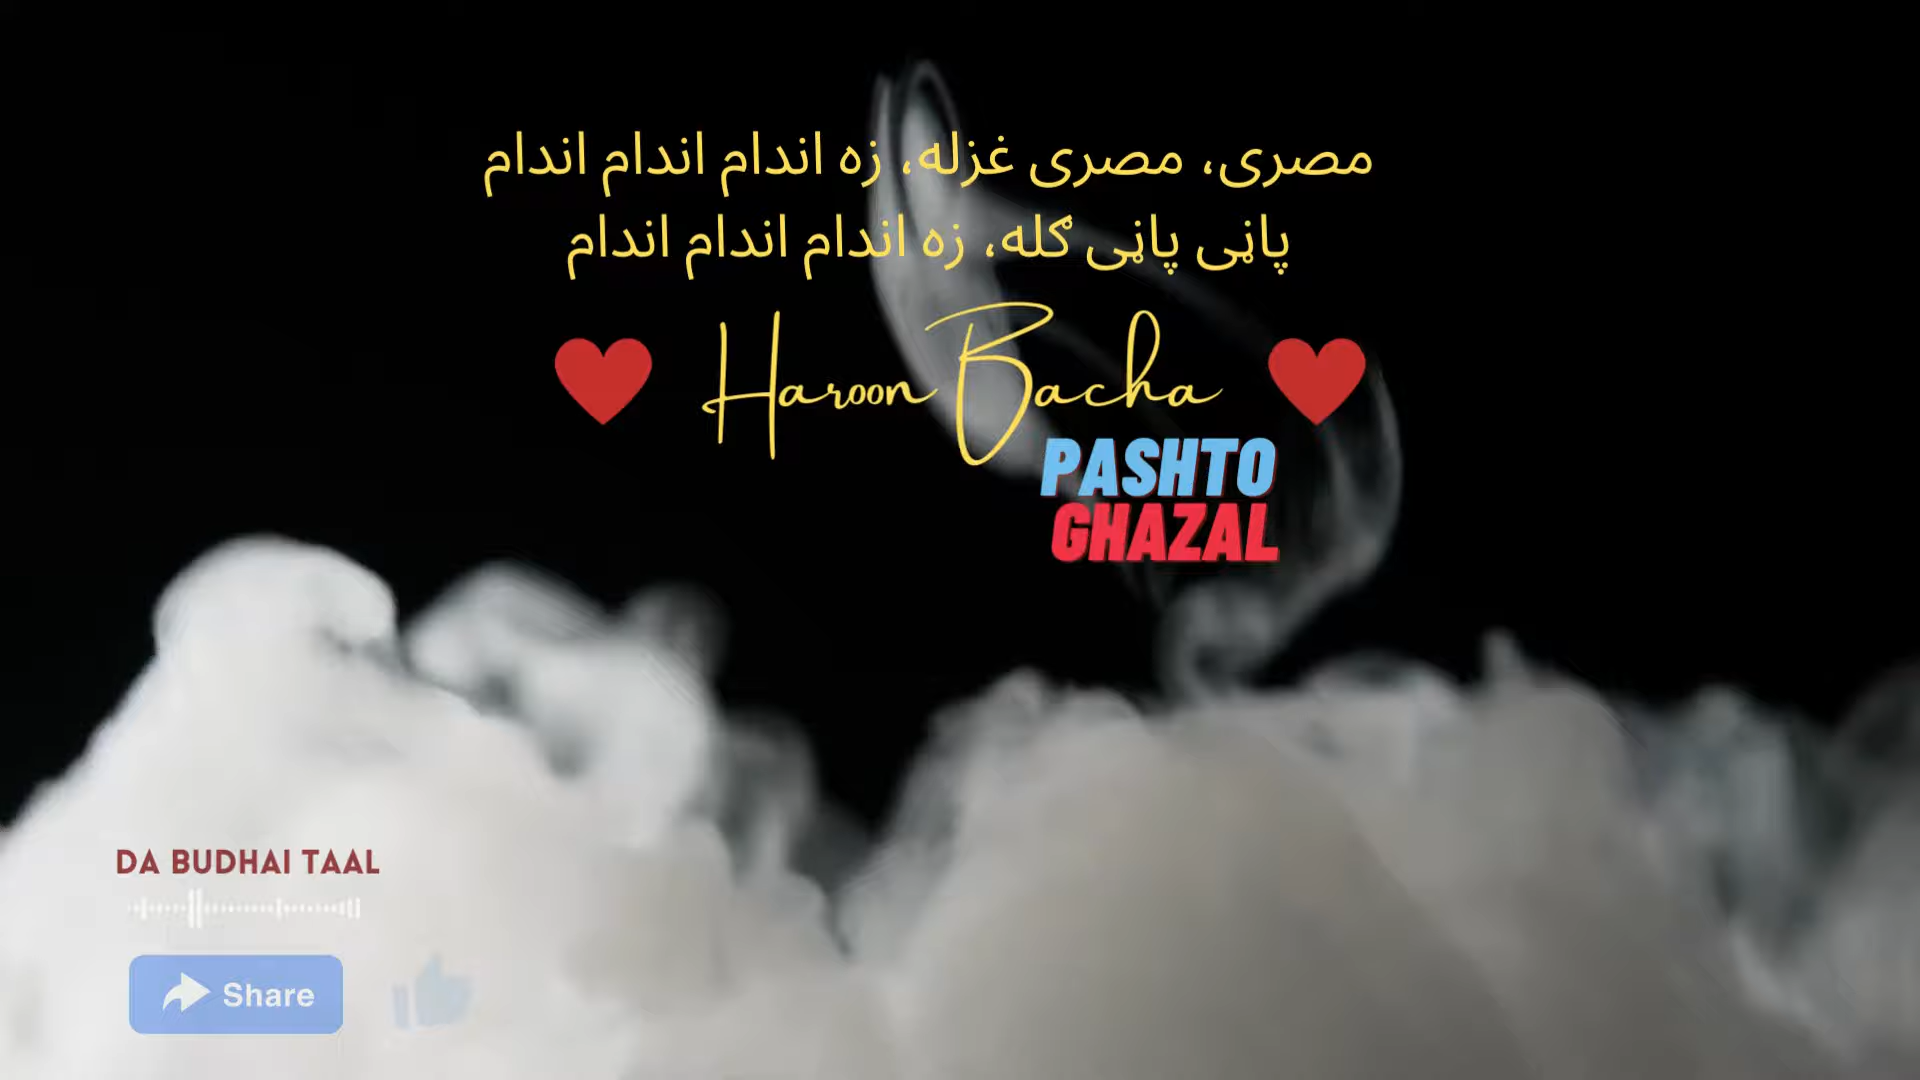 مصری، مصری غزله، زه اندام اندام اندام
پاڼی پاڼی ګله، زه اندام اندام اندام
Haroon Bacha
PASHTO
GHAZAL
DA BUDHAI TAAL
Share